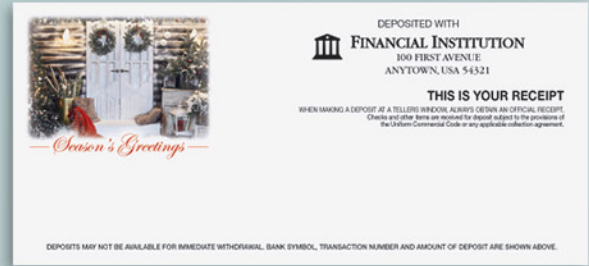 DEPOSITED WITH
FINANCIAL INSTITUTION
100 FIRST AVENUE
ANYTOWN, USA 54321
THIS IS YOUR RECEIPT
WHEN MAKING A DEPOSIT AT A TELLERS WINDOW, ALWAYS OBTAIN AN OFFICIAL RECEIPT.
Checks and other items are received for deposit subject to the provisions of
the Uniform Commercial Code or any applicable collection agreement.
Season's Greetings
DEPOSITS MAY NOT BE AVAILABLE FOR IMMEDIATE WITHDRAWAL. BANK SYMBOL, TRANSACTION NUMBER AND AMOUNT OF DEPOSIT ARE SHOWN ABOVE.